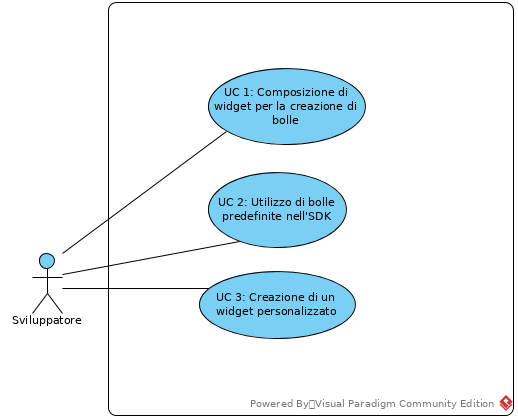 UC 1: Composizione di
widget per la creazione di
bolle
UC 2: Utilizzo di bolle
predefinite nell'SDK
UC 3: Creazione di un
widget personalizzato
Sviluppatore
Powered By Visual Paradigm Community Edition